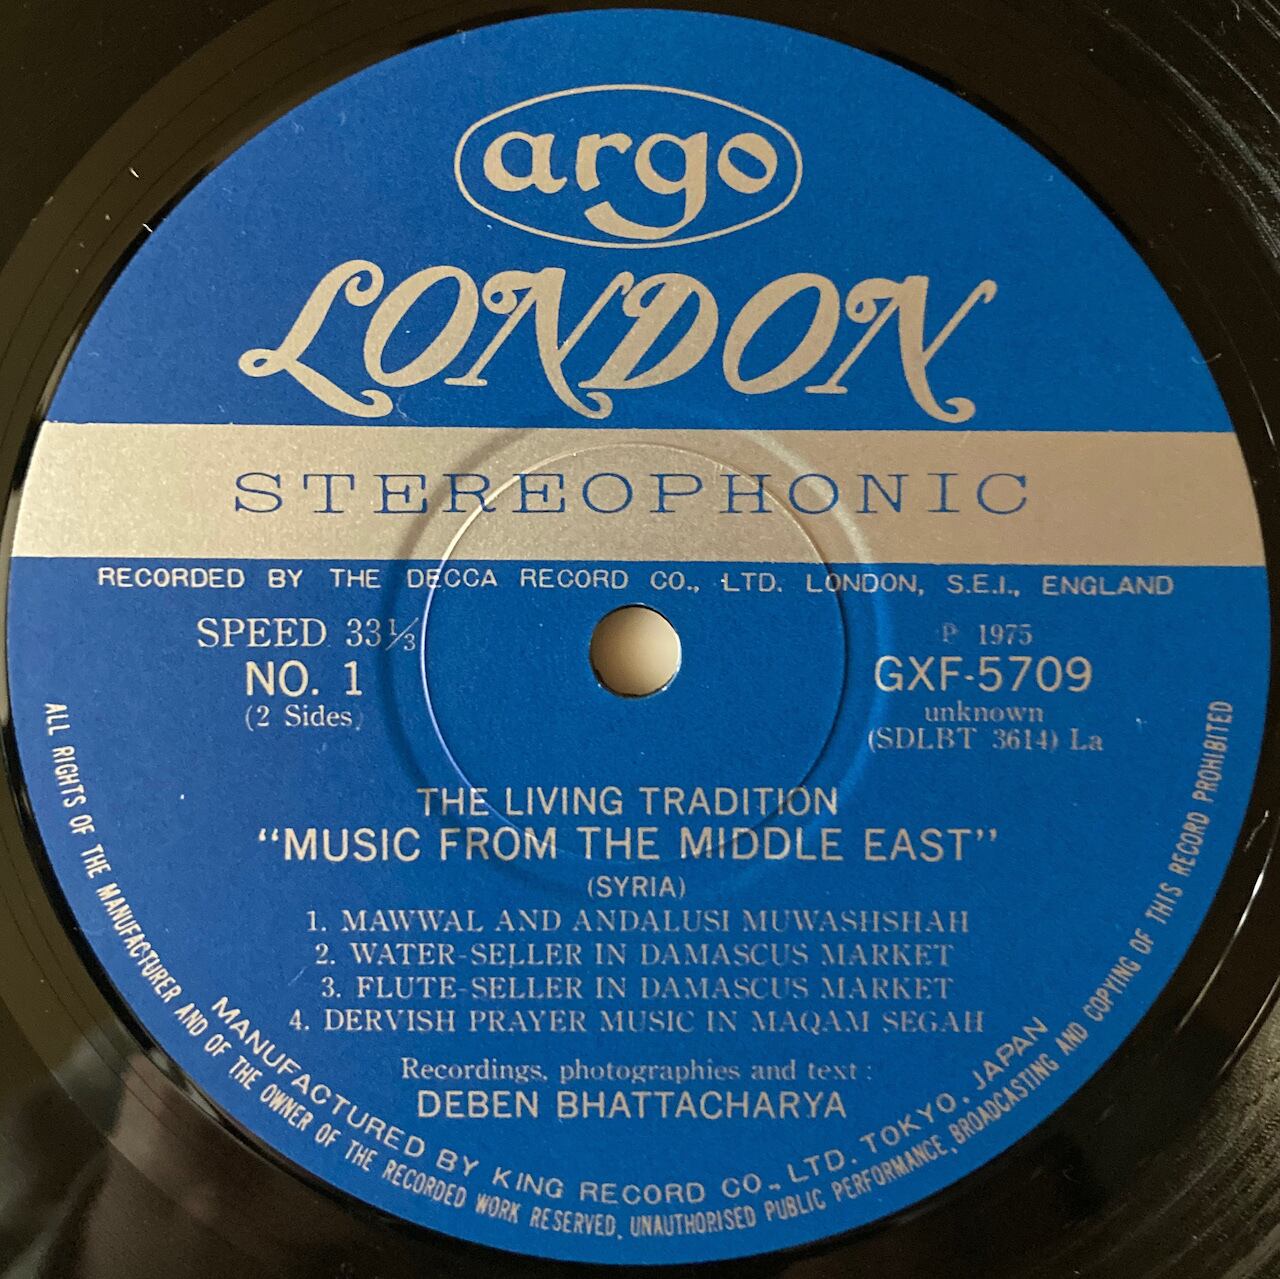 argo
LONDON
STEREOPHONIC
RECORDED BY THE DECCA RECORD CO., LTD. LONDON, S.E.I., ENGLAND
SPEED 33⅓
NO. 1
(2 Sides)
P 1975
GXF-5709
unknown
(SDLBT 3614) La
THE LIVING TRADITION
“MUSIC FROM THE MIDDLE EAST”
(SYRIA)
1. MAWWAL AND ANDALUSI MUWASHSHAH
2. WATER-SELLER IN DAMASCUS MARKET
3. FLUTE-SELLER IN DAMASCUS MARKET
4. DERVISH PRAYER MUSIC IN MAQAM SEGAH
Recordings, photographies and text :
DEBEN BHATTACHARYA
MANUFACTURED BY KING RECORD CO., LTD. TOKYO, JAPAN
ALL RIGHTS OF THE MANUFACTURER AND OF THE OWNER OF THE RECORDED WORK RESERVED. UNAUTHORISED PUBLIC PERFORMANCE, BROADCASTING AND COPYING OF THIS RECORD PROHIBITED